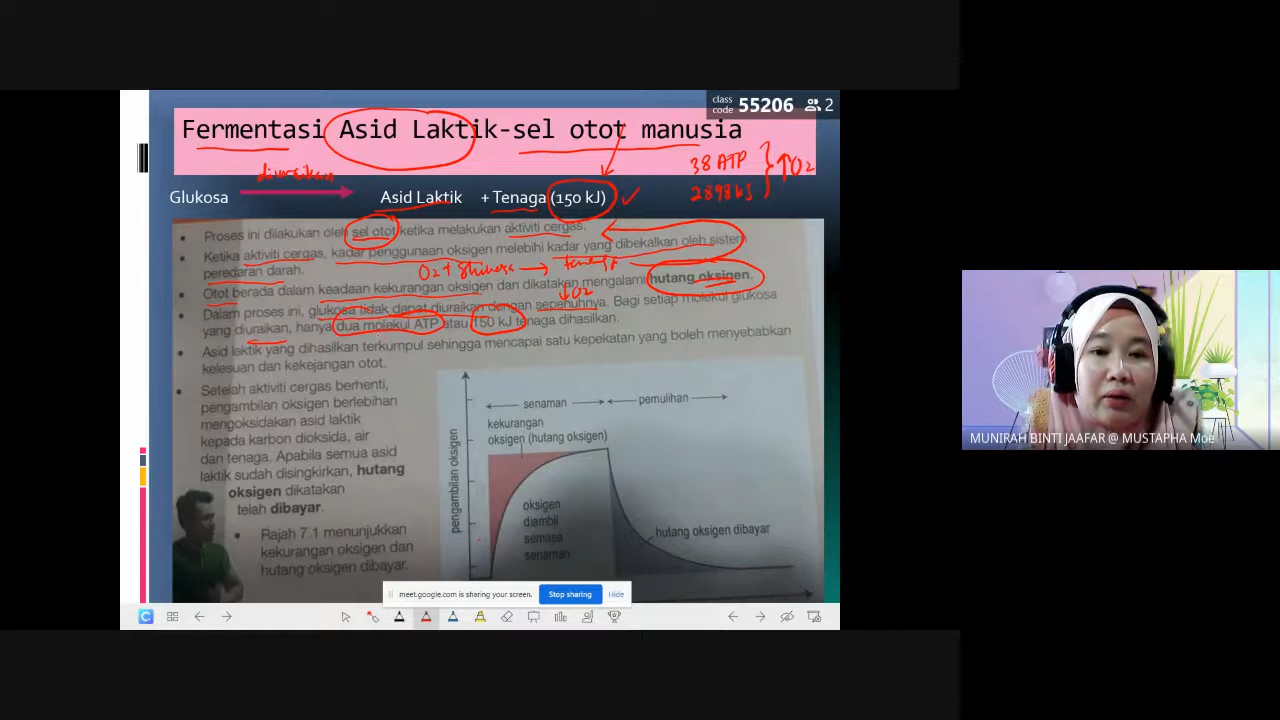 class code 55206 2
Fermentasi Asid Laktik-sel otot manusia
38 ATP
2898 kJ
↑O2
diuraikan
Glukosa Asid Laktik + Tenaga (150 kJ) ✓
• Proses ini dilakukan oleh sel otot ketika melakukan aktiviti cergas.
• Ketika aktiviti cergas, kadar penggunaan oksigen melebihi kadar yang dibekalkan oleh sistem
peredaran darah.
O2 + Glukosa → tenaga
• Otot berada dalam keadaan kekurangan oksigen dan dikatakan mengalami hutang oksigen.
↓O2
• Dalam proses ini, glukosa tidak dapat diuraikan dengan sepenuhnya. Bagi setiap molekul glukosa
yang diuraikan, hanya dua molekul ATP atau 150 kJ tenaga dihasilkan.
• Asid laktik yang dihasilkan terkumpul sehingga mencapai satu kepekatan yang boleh menyebabkan
kelesuan dan kekejangan otot.
• Setelah aktiviti cergas berhenti,
pengambilan oksigen berlebihan
mengoksidakan asid laktik
kepada karbon dioksida, air
dan tenaga. Apabila semua asid
laktik sudah disingkirkan, hutang
oksigen dikatakan
telah dibayar.
• Rajah 7.1 menunjukkan
kekurangan oksigen dan
hutang oksigen dibayar.
senaman
pemulihan
kekurangan
oksigen (hutang oksigen)
pengambilan oksigen
oksigen
diambil
semasa
senaman
hutang oksigen dibayar
meet.google.com is sharing your screen. Stop sharing Hide
MUNIRAH BINTI JAAFAR @ MUSTAPHA Moe